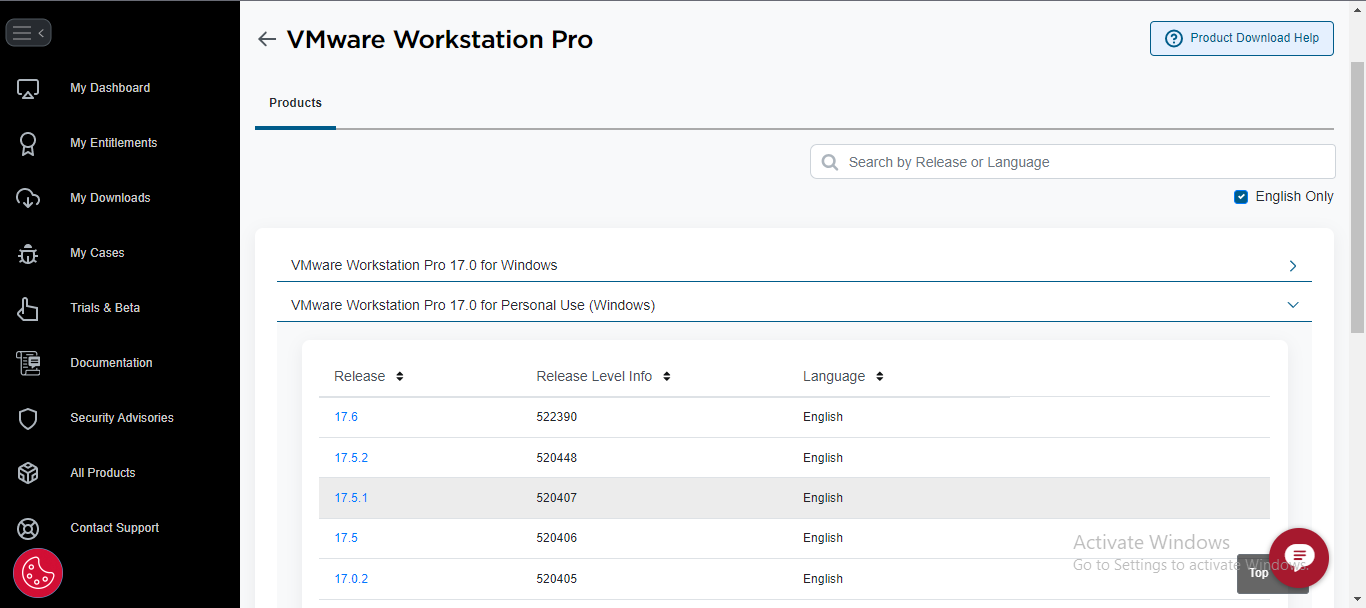 VMware Workstation Pro
Product Download Help
My Dashboard
My Entitlements
My Downloads
My Cases
Trials & Beta
Documentation
Security Advisories
All Products
Contact Support
Products
Search by Release or Language
English Only
VMware Workstation Pro 17.0 for Windows
VMware Workstation Pro 17.0 for Personal Use (Windows)
Release Release Level Info Language
17.6 522390 English
17.5.2 520448 English
17.5.1 520407 English
17.5 520406 English
17.0.2 520405 English
Activate Windows
Go to Settings to activate Windows.
Top